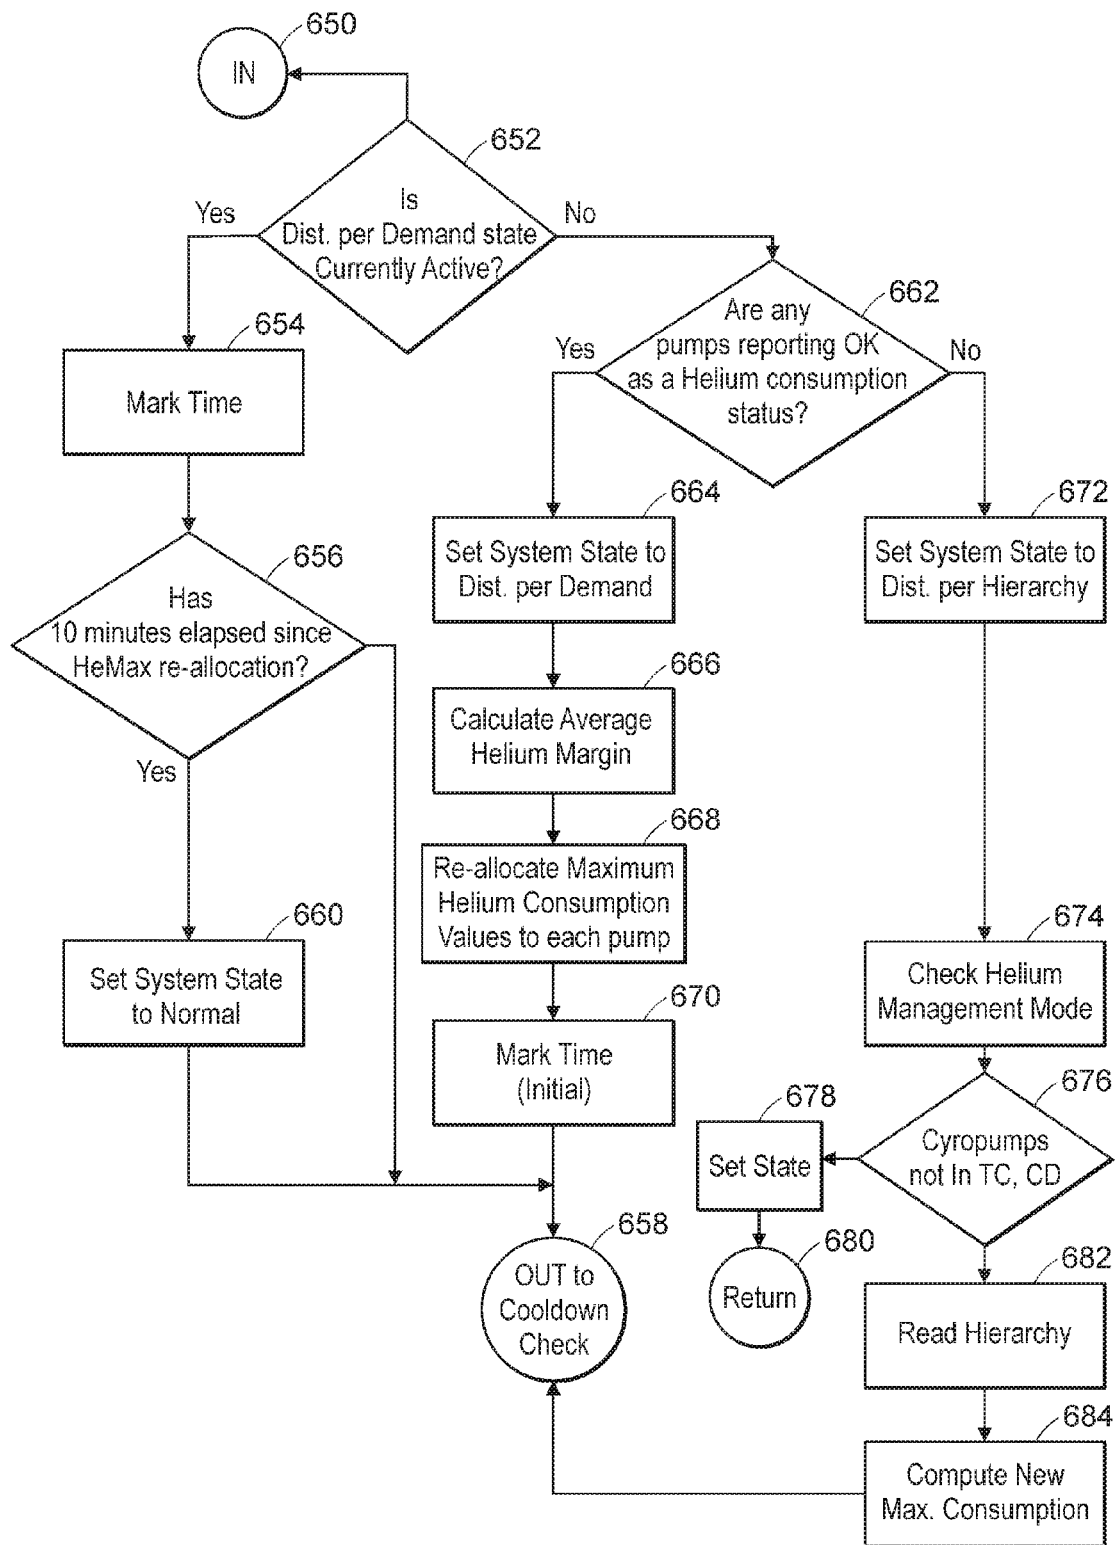 650
IN
652
Is
Dist. per Demand state
Currently Active?
Yes
No
654
Mark Time
656
Has
10 minutes elapsed since
HeMax re-allocation?
Yes
660
Set System State
to Normal
662
Are any
pumps reporting OK
as a Helium consumption
status?
Yes
No
664
Set System State to
Dist. per Demand
666
Calculate Average
Helium Margin
668
Re-allocate Maximum
Helium Consumption
Values to each pump
670
Mark Time
(Initial)
658
OUT to
Cooldown
Check
672
Set System State to
Dist. per Hierarchy
674
Check Helium
Management Mode
676
Cyropumps
not In TC, CD
678
Set State
680
Return
682
Read Hierarchy
684
Compute New
Max. Consumption